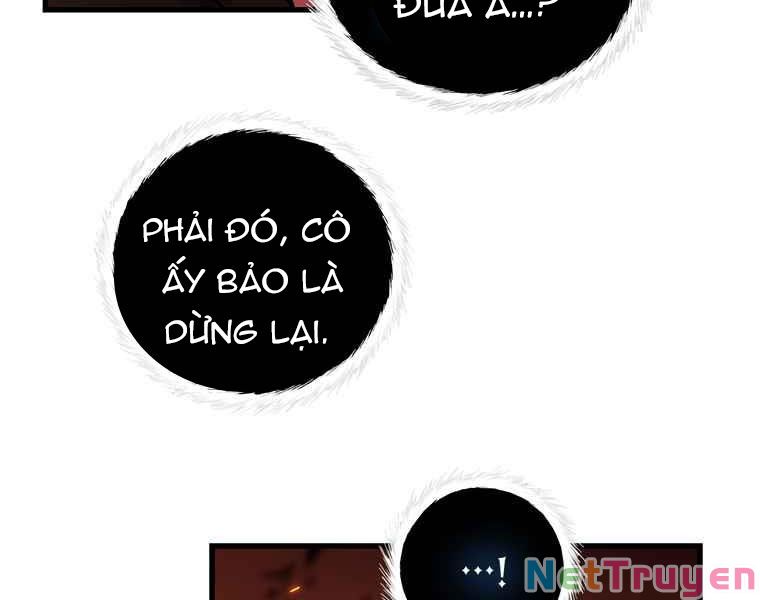 ĐÙA À...?
PHẢI ĐÓ, CÔ
ẤY BẢO LÀ
DỪNG LẠI.
...!
NetTruyen